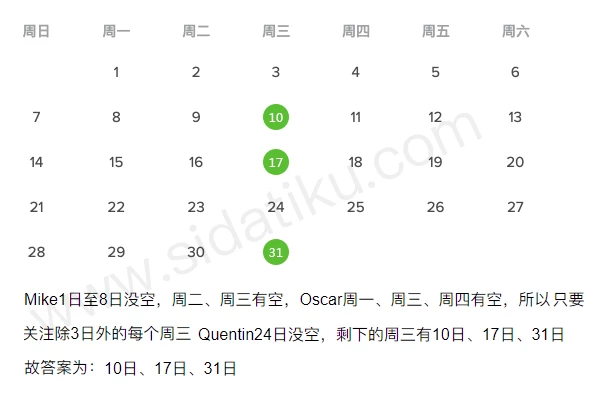 周日 周一 周二 周三 周四 周五 周六
1 2 3 4 5 6
7 8 9 10 11 12 13
14 15 16 17 18 19 20
21 22 23 24 25 26 27
28 29 30 31
www.sidatiku.com
Mike1日至8日没空，周二、周三有空，Oscar周一、周三、周四有空，所以只要
关注除3日外的每个周三 Quentin24日没空，剩下的周三有10日、17日、31日
故答案为：10日、17日、31日